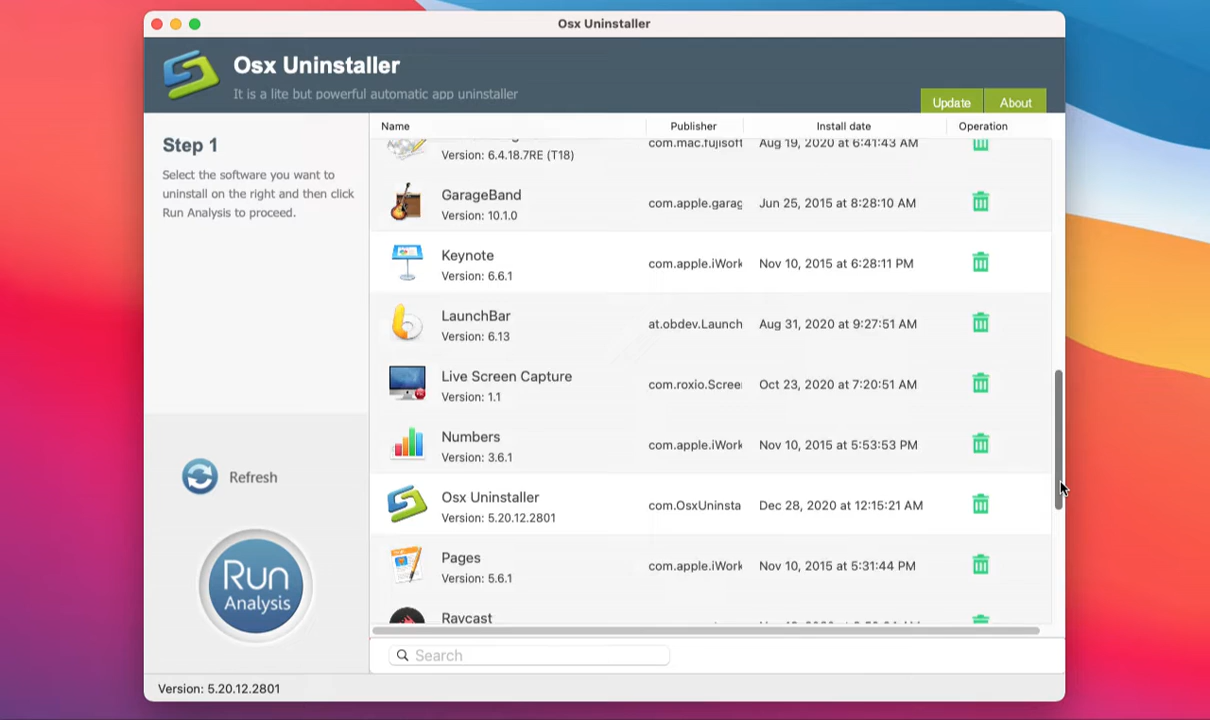 Osx Uninstaller
Osx Uninstaller
It is a lite but powerful automatic app uninstaller
Update
About
Step 1
Select the software you want to
uninstall on the right and then click
Run Analysis to proceed.
Refresh
Run
Analysis
Name Publisher Install date Operation
com.mac.fujisoft Aug 19, 2020 at 6:41:43 AM
Version: 6.4.18.7RE (T18)
GarageBand
com.apple.garag Jun 25, 2015 at 8:28:10 AM
Version: 10.1.0
Keynote
com.apple.iWork Nov 10, 2015 at 6:28:11 PM
Version: 6.6.1
LaunchBar
at.obdev.Launch Aug 31, 2020 at 9:27:51 AM
Version: 6.13
Live Screen Capture
com.roxio.Scree Oct 23, 2020 at 7:20:51 AM
Version: 1.1
Numbers
com.apple.iWork Nov 10, 2015 at 5:53:53 PM
Version: 3.6.1
Osx Uninstaller
com.OsxUninsta Dec 28, 2020 at 12:15:21 AM
Version: 5.20.12.2801
Pages
com.apple.iWork Nov 10, 2015 at 5:31:44 PM
Version: 5.6.1
Raycast
Search
Version: 5.20.12.2801